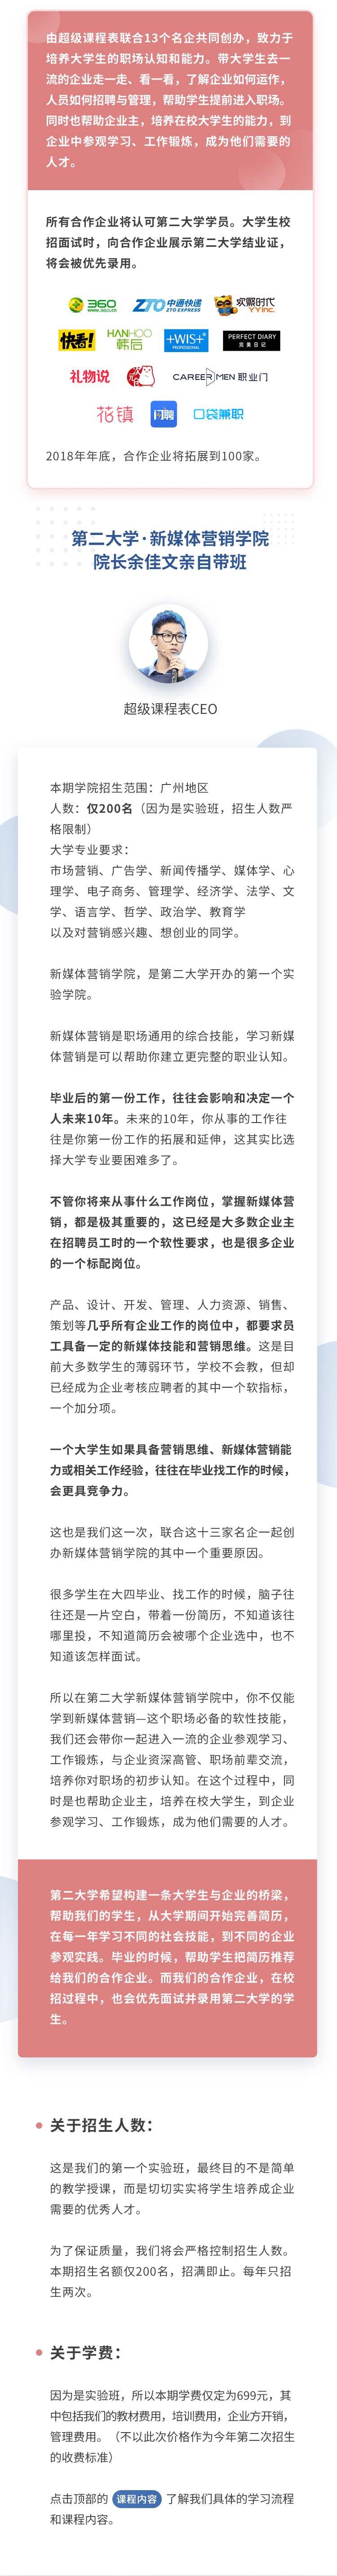 由超级课程表联合13个名企共同创办，致力于
培养大学生的职场认知和能力。带大学生去一
流的企业走一走、看一看，了解企业如何运作，
人员如何招聘与管理，帮助学生提前进入职场。
同时也帮助企业主，培养在校大学生的能力，到
企业中参观学习、工作锻炼，成为他们需要的
人才。
所有合作企业将认可第二大学学员。大学生校
招面试时，向合作企业展示第二大学结业证，
将会被优先录用。
360 WWW.360.CN
ZTO 中通快递 ZTO EXPRESS
欢聚时代 YY INC.
快看!
HANHOO 韩后
+WIS+ PROFESSIONAL
PERFECT DIARY 完美日记
礼物说
CAREER MEN 职业门
花镇
口袋兼职
2018年年底，合作企业将拓展到100家。
第二大学·新媒体营销学院
院长余佳文亲自带班
超级课程表CEO
本期学院招生范围：广州地区
人数：仅200名（因为是实验班，招生人数严
格限制）
大学专业要求：
市场营销、广告学、新闻传播学、媒体学、心
理学、电子商务、管理学、经济学、法学、文
学、语言学、哲学、政治学、教育学
以及对营销感兴趣、想创业的同学。
新媒体营销学院，是第二大学开办的第一个实
验学院。
新媒体营销是职场通用的综合技能，学习新媒
体营销是可以帮助你建立更完整的职业认知。
毕业后的第一份工作，往往会影响和决定一个
人未来10年。未来的10年，你从事的工作往
往是你第一份工作的拓展和延伸，这其实比选
择大学专业要困难多了。
不管你将来从事什么工作岗位，掌握新媒体营
销，都是极其重要的，这已经是大多数企业主
在招聘员工时的一个软性要求，也是很多企业
的一个标配岗位。
产品、设计、开发、管理、人力资源、销售、
策划等几乎所有企业工作的岗位中，都要求员
工具备一定的新媒体技能和营销思维。这是目
前大多数学生的薄弱环节，学校不会教，但却
已经成为企业考核应聘者的其中一个软指标，
一个加分项。
一个大学生如果具备营销思维、新媒体营销能
力或相关工作经验，往往在毕业找工作的时候，
会更具竞争力。
这也是我们这一次，联合这十三家名企一起创
办新媒体营销学院的其中一个重要原因。
很多学生在大四毕业、找工作的时候，脑子往
往还是一片空白，带着一份简历，不知道该往
哪里投，不知道简历会被哪个企业选中，也不
知道该怎样面试。
所以在第二大学新媒体营销学院中，你不仅能
学到新媒体营销—这个职场必备的软性技能，
我们还会带你一起进入一流的企业参观学习、
工作锻炼，与企业资深高管、职场前辈交流，
培养你对职场的初步认知。在这个过程中，同
时是也帮助企业主，培养在校大学生，到企业
参观学习、工作锻炼，成为他们需要的人才。
第二大学希望构建一条大学生与企业的桥梁，
帮助我们的学生，从大学期间开始完善简历，
在每一年学习不同的社会技能，到不同的企业
参观实践。毕业的时候，帮助学生把简历推荐
给我们的合作企业。而我们的合作企业，在校
招过程中，也会优先面试并录用第二大学的学
生。
关于招生人数：
这是我们的第一个实验班，最终目的不是简单
的教学授课，而是切切实实将学生培养成企业
需要的优秀人才。
为了保证质量，我们将会严格控制招生人数。
本期招生名额仅200名，招满即止。每年只招
生两次。
关于学费：
因为是实验班，所以本期学费仅定为699元，其
中包括我们的教材费用，培训费用，企业方开销，
管理费用。（不以此次价格作为今年第二次招生
的收费标准）
点击顶部的 课程内容 了解我们具体的学习流程
和课程内容。